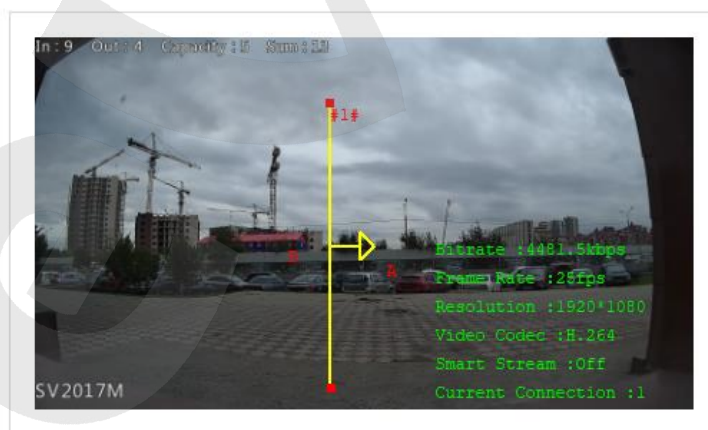 In:9 Out:4 Capacity:5 Sum:13
#1#
Bitrate :4481.5kbps
A
Frame Rate :25fps
Resolution :1920*1080
Video Codec :H.264
Smart Stream :Off
SV2017M
Current Connection :1